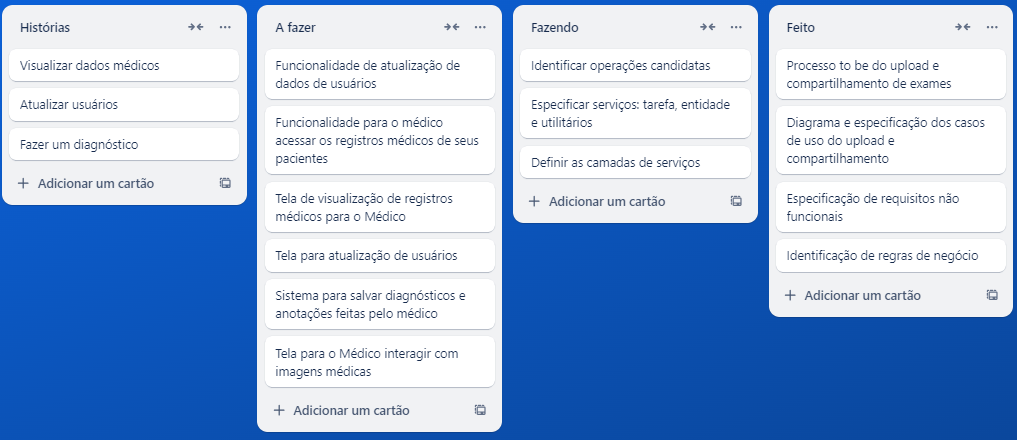 Histórias
Visualizar dados médicos
Atualizar usuários
Fazer um diagnóstico
Adicionar um cartão
A fazer
Funcionalidade de atualização de
dados de usuários
Funcionalidade para o médico
acessar os registros médicos de seus
pacientes
Tela de visualização de registros
médicos para o Médico
Tela para atualização de usuários
Sistema para salvar diagnósticos e
anotações feitas pelo médico
Tela para o Médico interagir com
imagens médicas
Adicionar um cartão
Fazendo
Identificar operações candidatas
Especificar serviços: tarefa, entidade
e utilitários
Definir as camadas de serviços
Adicionar um cartão
Feito
Processo to be do upload e
compartilhamento de exames
Diagrama e especificação dos casos
de uso do upload e
compartilhamento
Especificação de requisitos não
funcionais
Identificação de regras de negócio
Adicionar um cartão